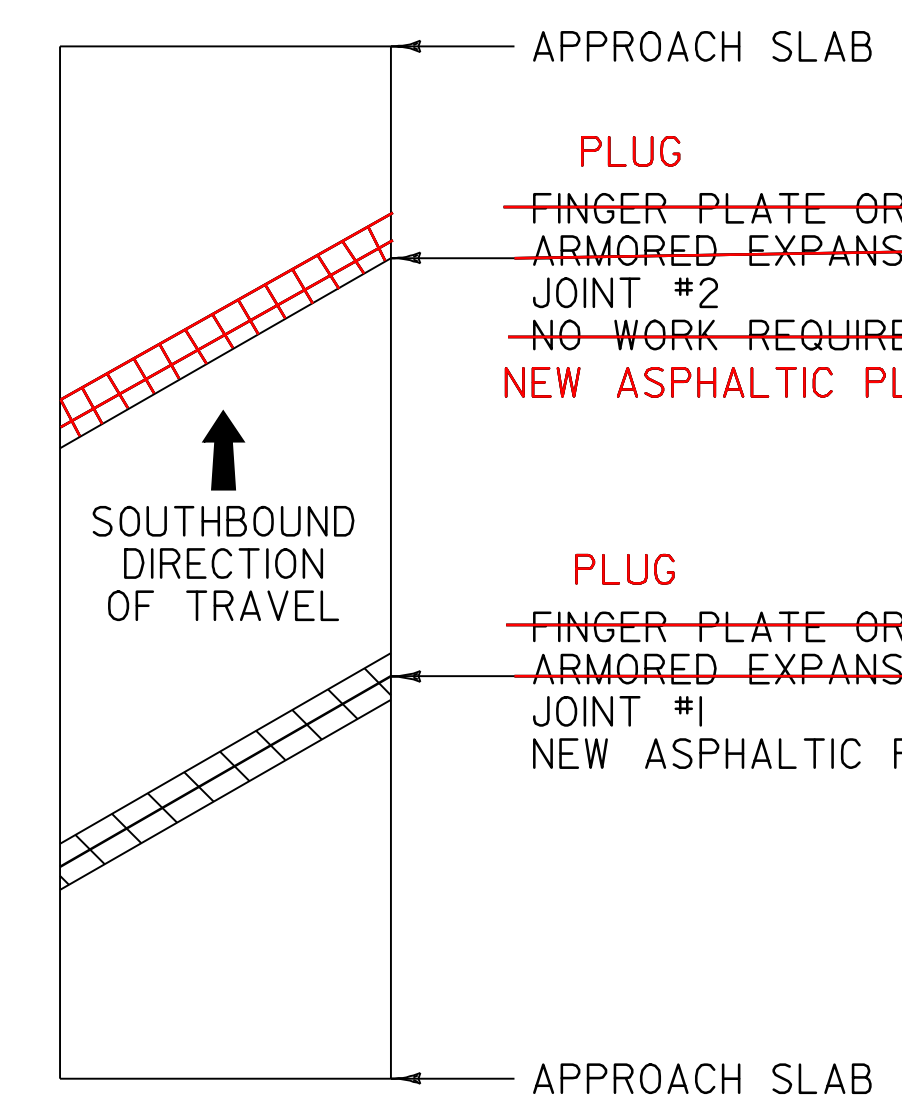 APPROACH SLAB
PLUG
FINGER PLATE OR
ARMORED EXPANS
JOINT #2
NO WORK REQUIRE
NEW ASPHALTIC PL
SOUTHBOUND
DIRECTION
OF TRAVEL
PLUG
FINGER PLATE OR
ARMORED EXPANS
JOINT #1
NEW ASPHALTIC
APPROACH SLAB